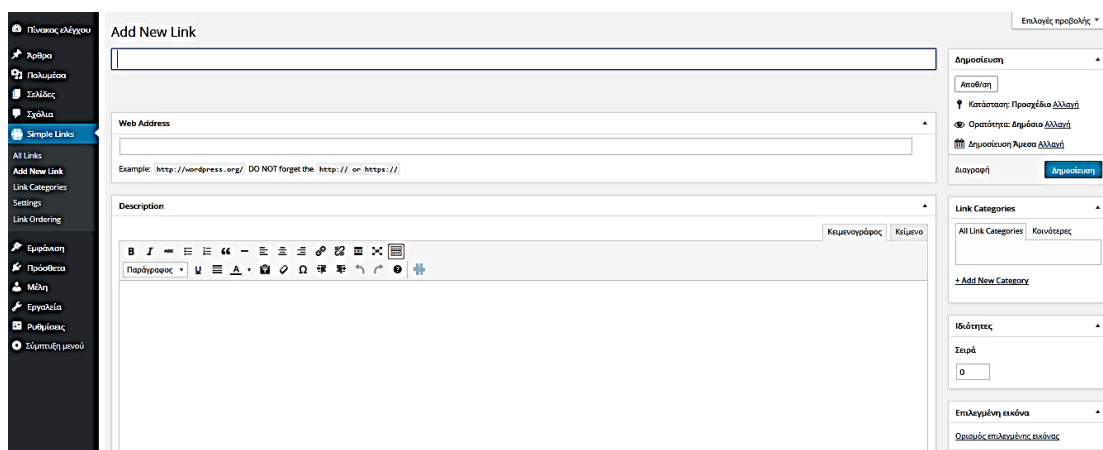 Πίνακας ελέγχου
Άρθρα
Πολυμέσα
Σελίδες
Σχόλια
Simple Links
All Links
Add New Link
Link Categories
Settings
Link Ordering
Εμφάνιση
Πρόσθετα
Μέλη
Εργαλεία
Ρυθμίσεις
Σύμπτυξη μενού
Επιλογές προβολής
Add New Link
Web Address
Example: http://wordpress.org/ DO NOT forget the http:// or https://
Description
Κειμενογράφος Κείμενο
B I ABC
Παράγραφος U A Ω
Δημοσίευση
Αποθ/ση
Κατάσταση: Προσχέδιο Αλλαγή
Ορατότητα: Δημόσιο Αλλαγή
Δημοσίευση Άμεσα Αλλαγή
Διαγραφή Δημοσίευση
Link Categories
All Link Categories Κοινότερες
+ Add New Category
Ιδιότητες
Σειρά
0
Επιλεγμένη εικόνα
Ορισμός επιλεγμένης εικόνας